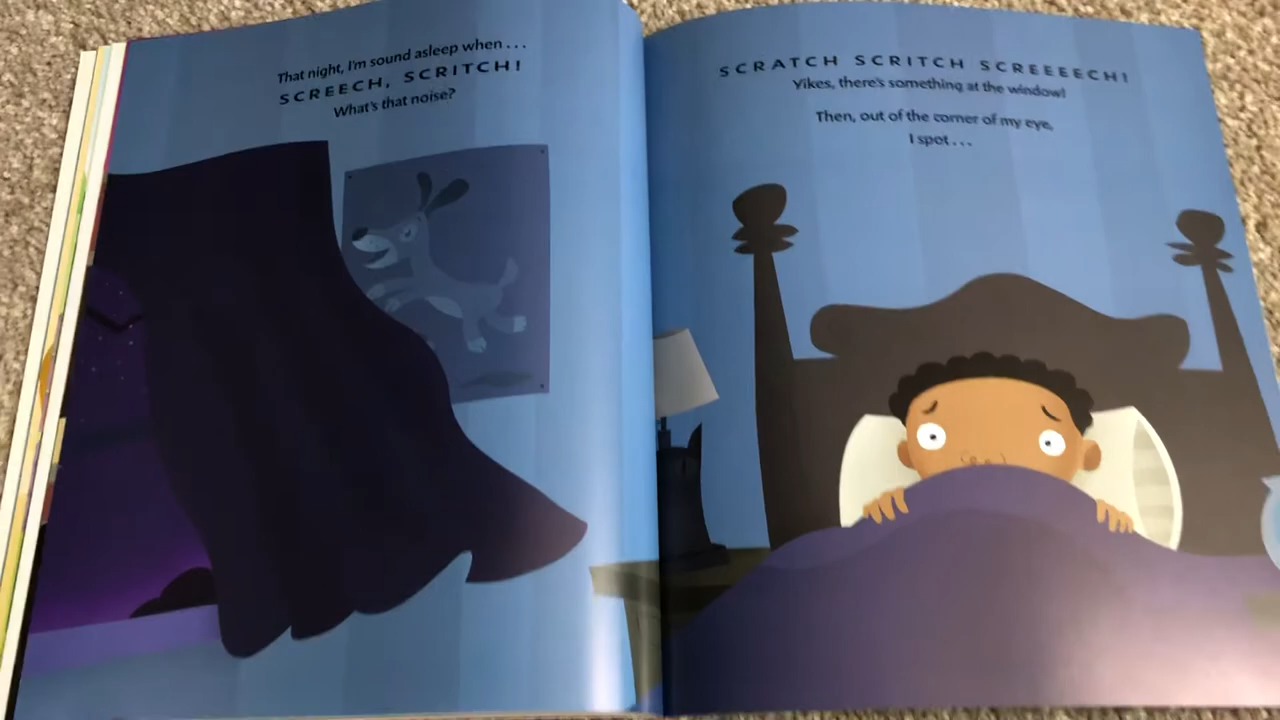 That night, I'm sound asleep when...
SCREECH, SCRITCH!
What's that noise?
SCRATCH SCRITCH SCREEEEECH!
Yikes, there's something at the window!
Then, out of the corner of my eye,
I spot...